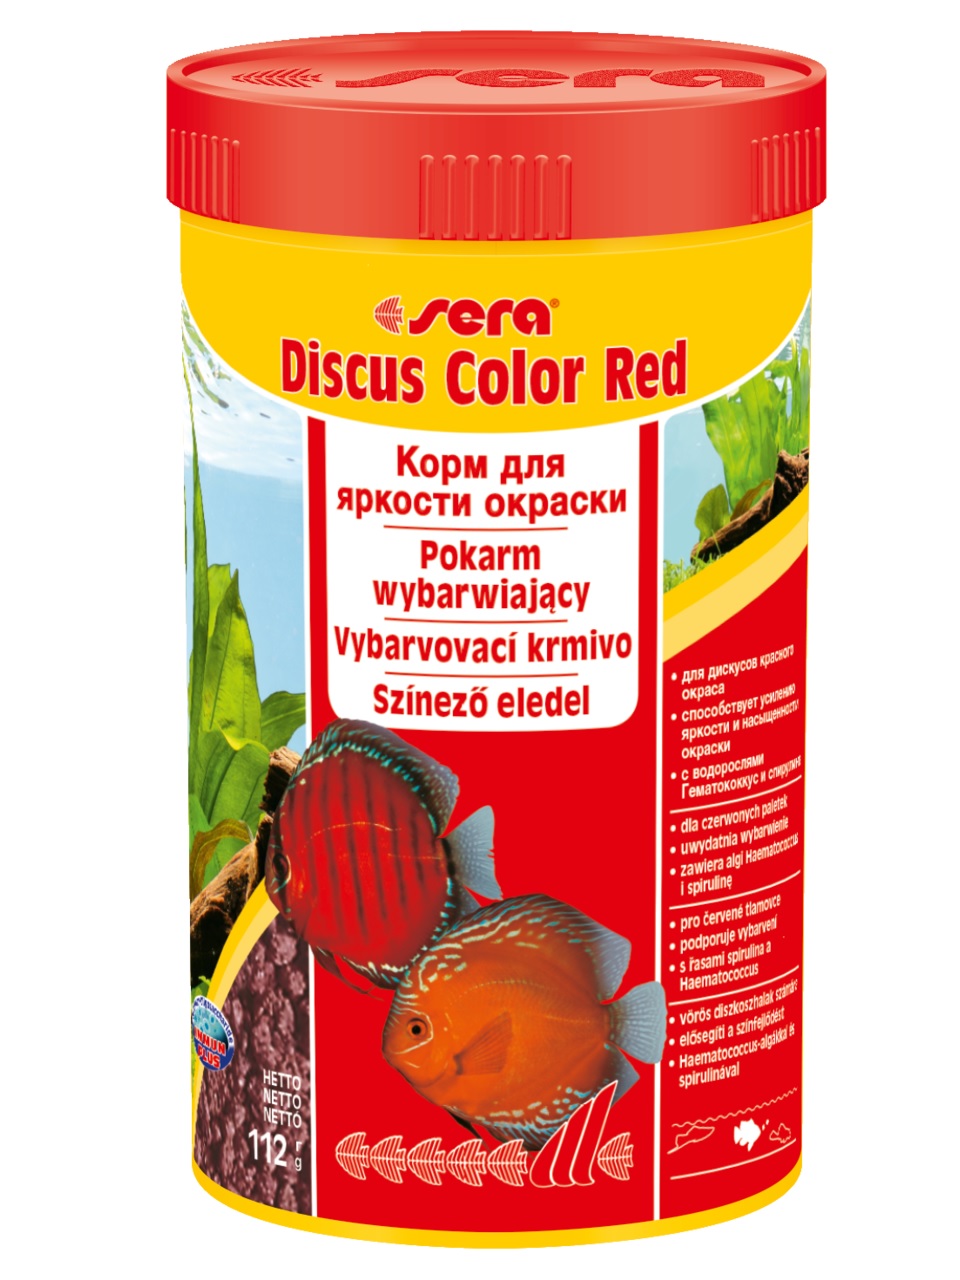 sera
sera®
Discus Color Red
Корм для
яркости окраски
Pokarm
wybarwiający
Vybarvovací krmivo
Színező eledel
• для дискусов красного
окраса
• способствует усилению
яркости и насыщенности
окраски
• с водорослями
Гематококкус и спирулина
• dla czerwonych paletek
• uwydatnia wybarwienie
• zawiera algi Haematococcus
i spirulinę
• pro červené tlamovce
• podporuje vybarvení
• s řasami spirulina a
Haematococcus
• vörös diszkoszhalak számára
• elősegíti a színfejlődést
• Haematococcus-algákkal és
spirulinával
IMMUN
PLUS
НЕТТО
NETTO
NETTÓ
112 г
g